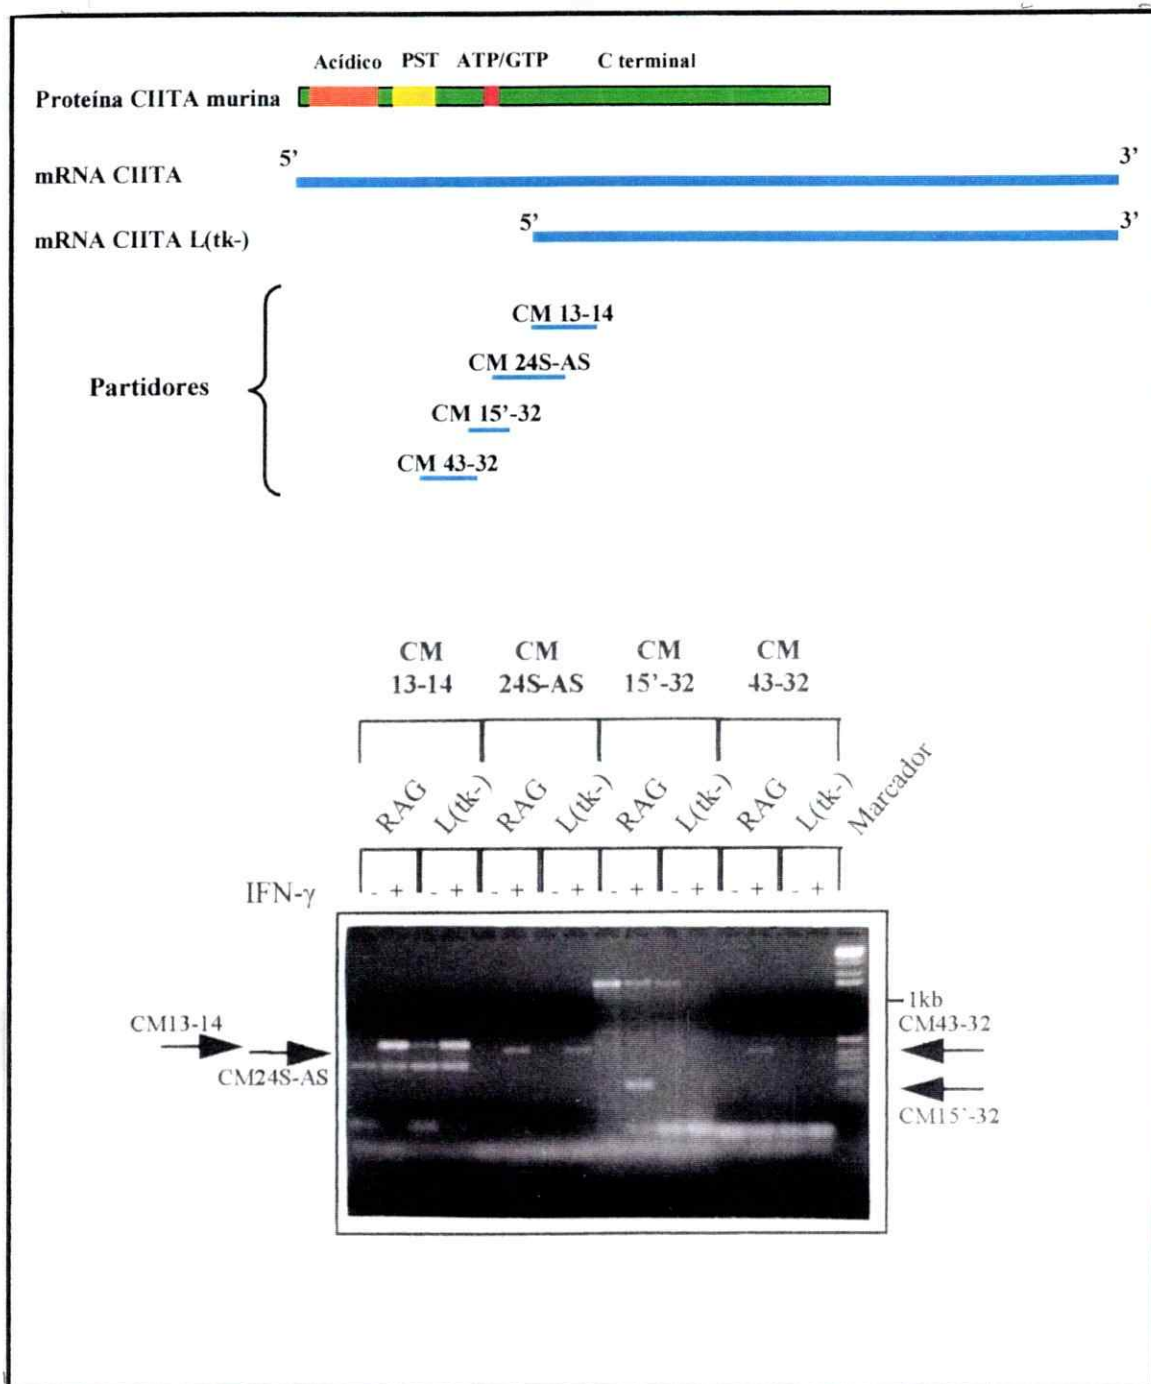 Acídico PST ATP/GTP C terminal
Proteína CIITA murina
5' 3'
mRNA CIITA
5' 3'
mRNA CIITA L(tk-)
CM 13-14
CM 24S-AS
Partidores
CM 15'-32
CM 43-32
CM CM CM CM
13-14 24S-AS 15'-32 43-32
RAG L(tk-) RAG L(tk-) RAG L(tk-) RAG L(tk-) Marcador
IFN-γ - + - + - + - + - + - + - + - +
1kb
CM13-14 CM43-32
CM24S-AS
CM15'-32